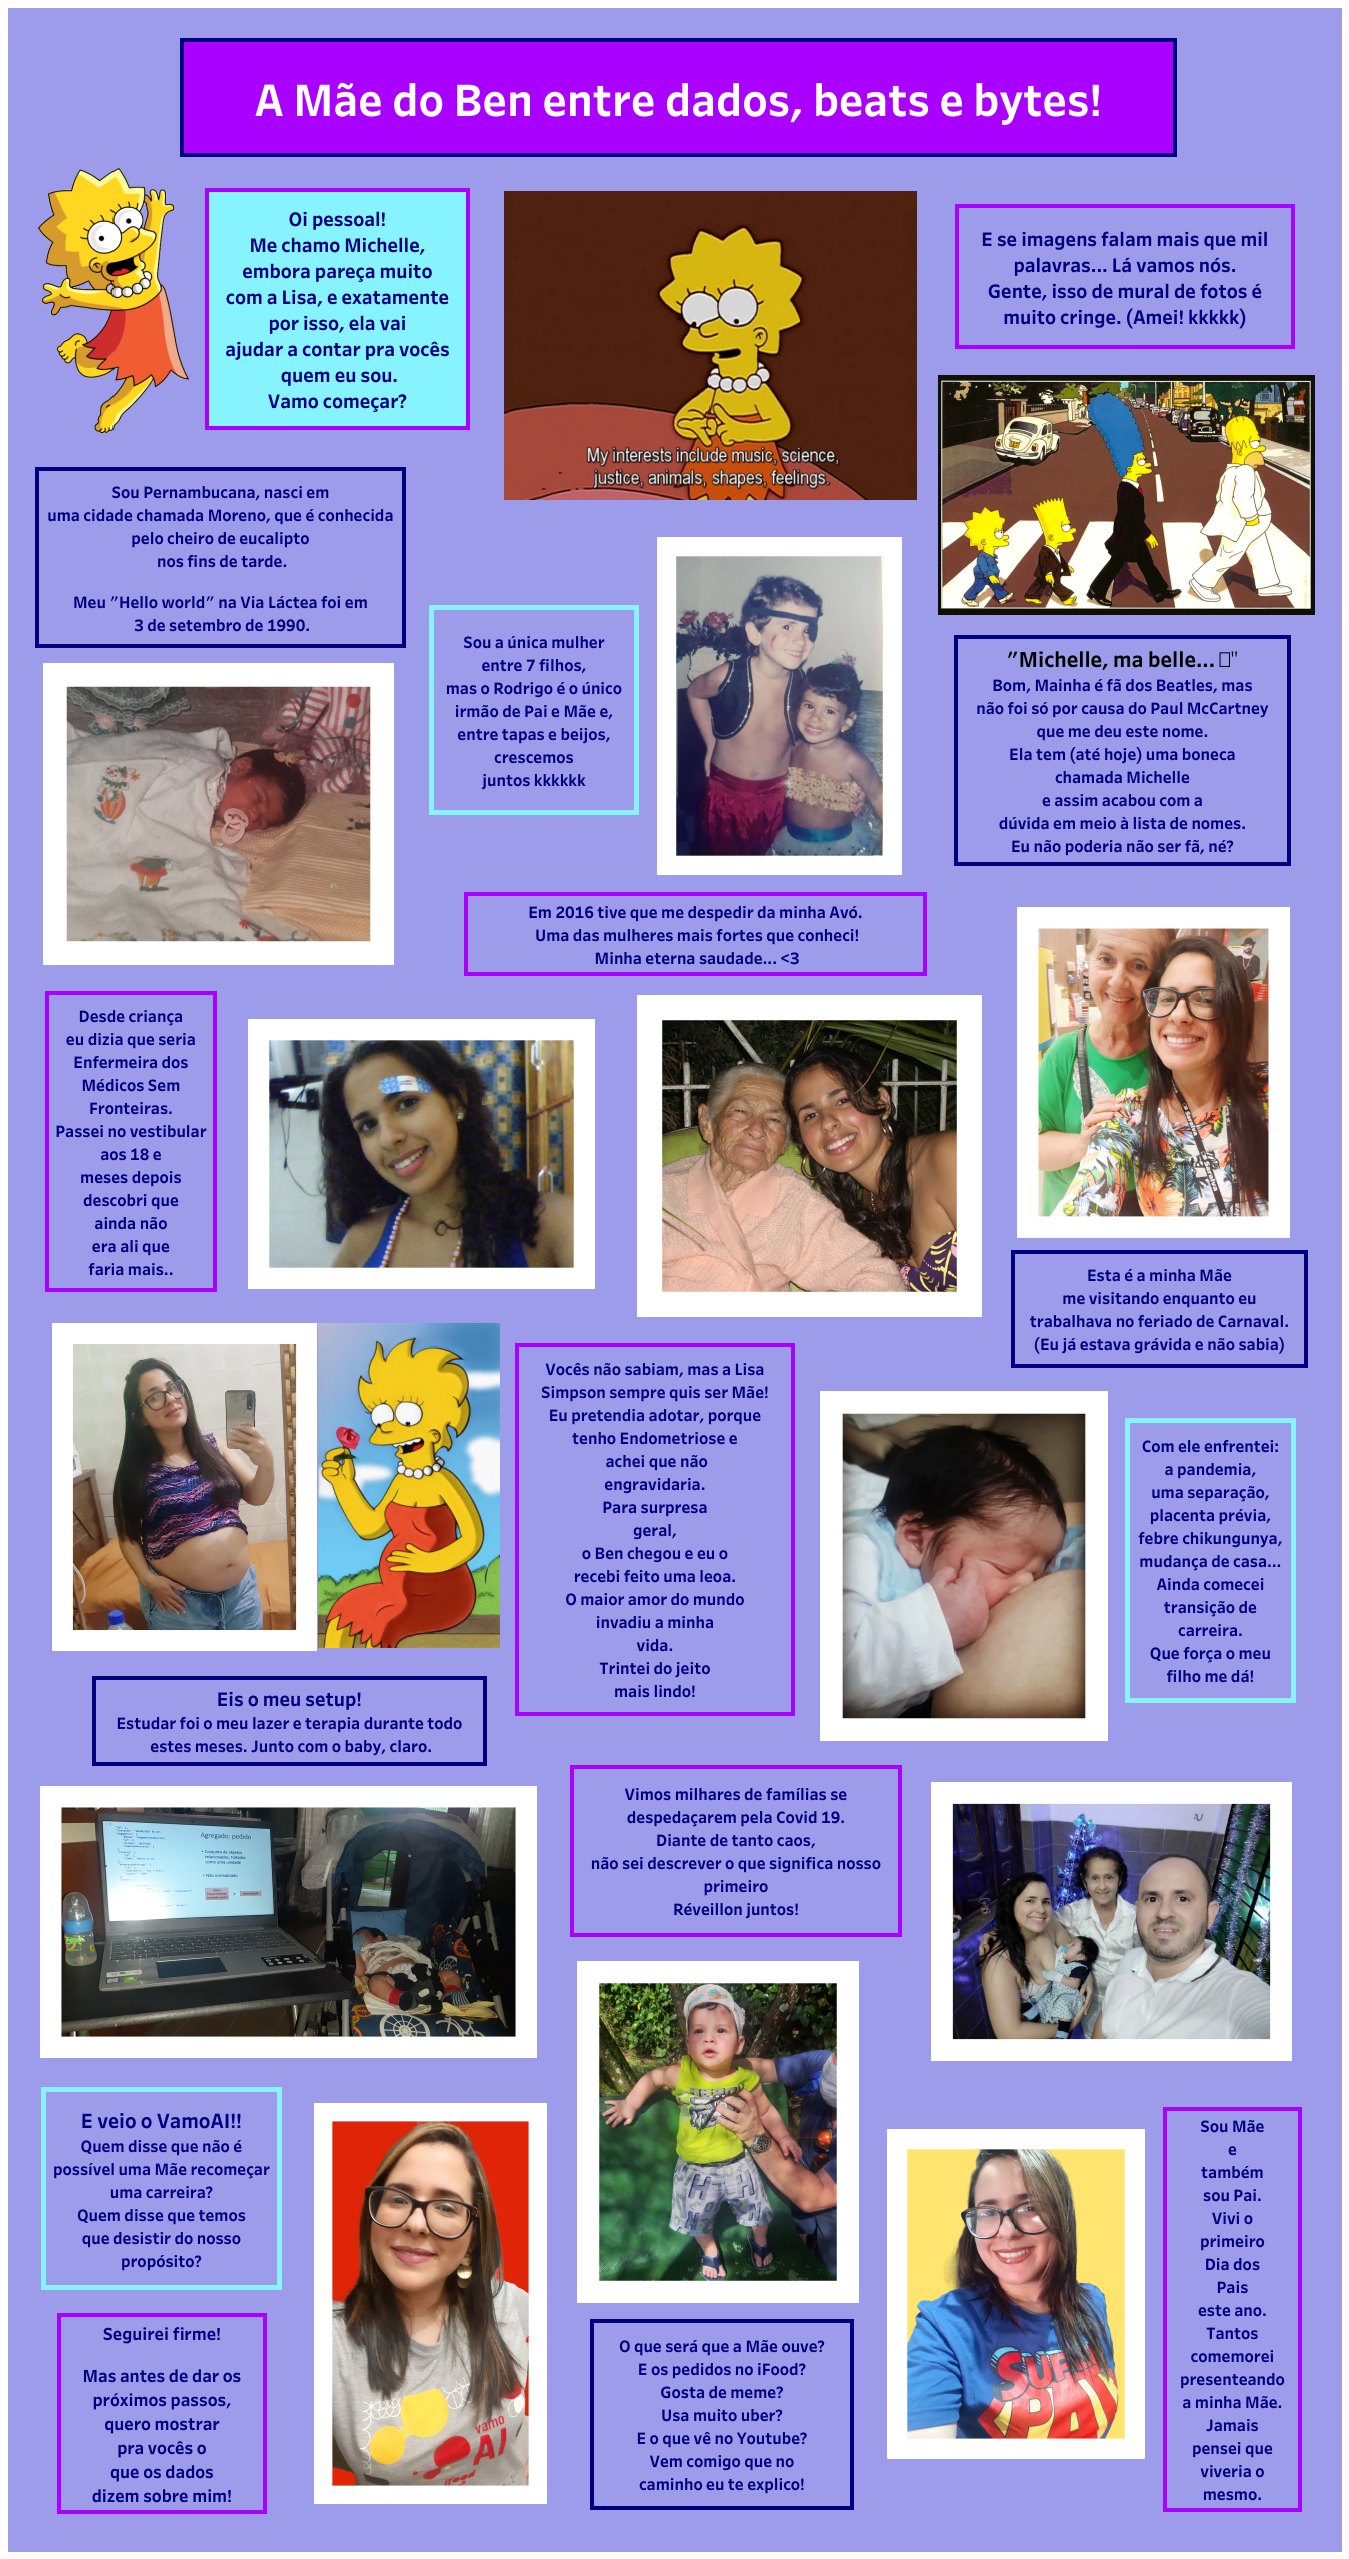 A Mãe do Ben entre dados, beats e bytes!
Oi pessoal!
Me chamo Michelle,
embora pareça muito
com a Lisa, e exatamente
por isso, ela vai
ajudar a contar pra vocês
quem eu sou.
Vamo começar?
My interests include music, science,
justice, animals, shapes, feelings.
E se imagens falam mais que mil
palavras... Lá vamos nós.
Gente, isso de mural de fotos é
muito cringe. (Amei! kkkkk)
Sou Pernambucana, nasci em
uma cidade chamada Moreno, que é conhecida
pelo cheiro de eucalipto
nos fins de tarde.
Meu "Hello world" na Via Láctea foi em
3 de setembro de 1990.
Sou a única mulher
entre 7 filhos,
mas o Rodrigo é o único
irmão de Pai e Mãe e,
entre tapas e beijos,
crescemos
juntos kkkkkk
"Michelle, ma belle... "
Bom, Mainha é fã dos Beatles, mas
não foi só por causa do Paul McCartney
que me deu este nome.
Ela tem (até hoje) uma boneca
chamada Michelle
e assim acabou com a
dúvida em meio à lista de nomes.
Eu não poderia não ser fã, né?
Em 2016 tive que me despedir da minha Avó.
Uma das mulheres mais fortes que conheci!
Minha eterna saudade... <3
Desde criança
eu dizia que seria
Enfermeira dos
Médicos Sem
Fronteiras.
Passei no vestibular
aos 18 e
meses depois
descobri que
ainda não
era ali que
faria mais..
Esta é a minha Mãe
me visitando enquanto eu
trabalhava no feriado de Carnaval.
(Eu já estava grávida e não sabia)
Vocês não sabiam, mas a Lisa
Simpson sempre quis ser Mãe!
Eu pretendia adotar, porque
tenho Endometriose e
achei que não
engravidaria.
Para surpresa
geral,
o Ben chegou e eu o
recebi feito uma leoa.
O maior amor do mundo
invadiu a minha
vida.
Trintei do jeito
mais lindo!
Com ele enfrentei:
a pandemia,
uma separação,
placenta prévia,
febre chikungunya,
mudança de casa...
Ainda comecei
transição de
carreira.
Que força o meu
filho me dá!
Eis o meu setup!
Estudar foi o meu lazer e terapia durante todo
estes meses. Junto com o baby, claro.
Agregado: pedido
Conjunto de objetos
relacionados, tratados
como uma unidade
Não normalizado
Vimos milhares de famílias se
despedaçarem pela Covid 19.
Diante de tanto caos,
não sei descrever o que significa nosso
primeiro
Réveillon juntos!
E veio o VamoAI!!
Quem disse que não é
possível uma Mãe recomeçar
uma carreira?
Quem disse que temos
que desistir do nosso
propósito?
vamo
AI
Seguirei firme!
Mas antes de dar os
próximos passos,
quero mostrar
pra vocês o
que os dados
dizem sobre mim!
O que será que a Mãe ouve?
E os pedidos no iFood?
Gosta de meme?
Usa muito uber?
E o que vê no Youtube?
Vem comigo que no
caminho eu te explico!
Sou Mãe
e
também
sou Pai.
Vivi o
primeiro
Dia dos
Pais
este ano.
Tantos
comemorei
presenteando
a minha Mãe.
Jamais
pensei que
viveria o
mesmo.